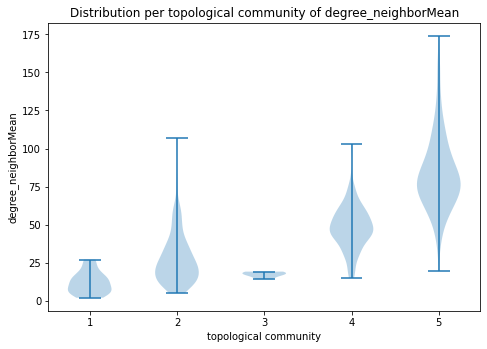 Distribution per topological community of degree_neighborMean
175
150
125
100
75
50
25
0
degree_neighborMean
1 2 3 4 5
topological community